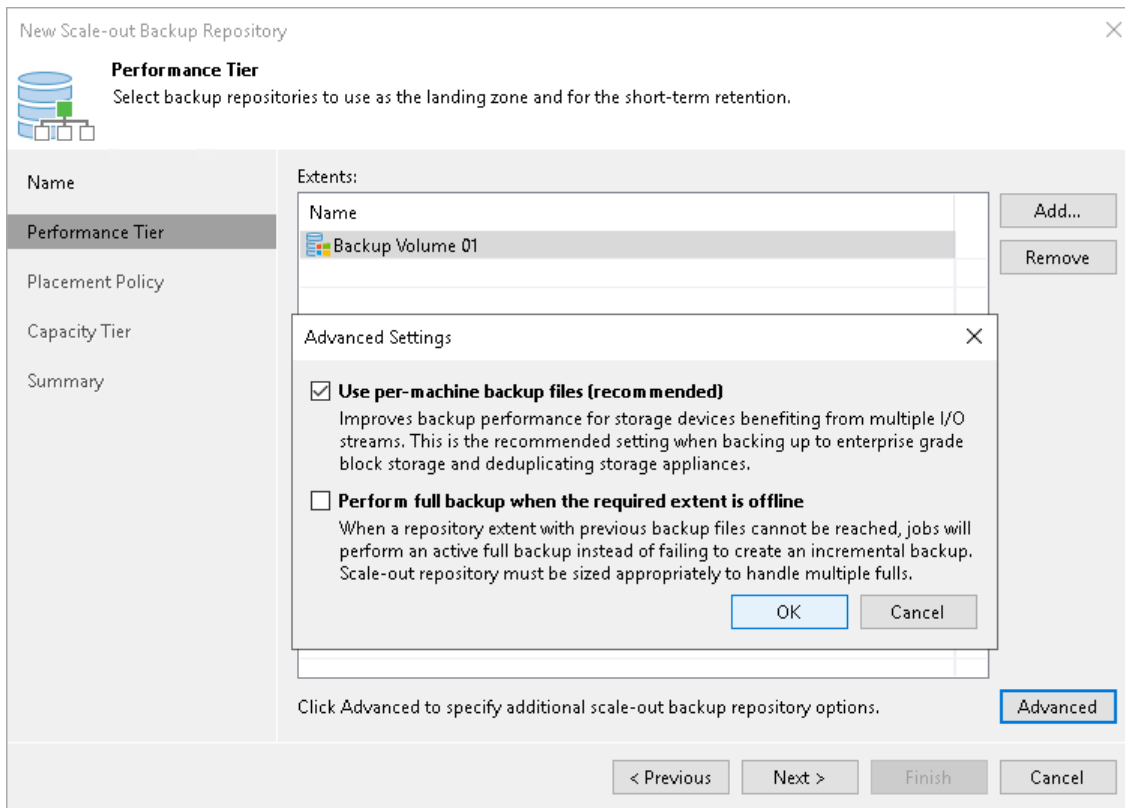 New Scale-out Backup Repository
Performance Tier
Select backup repositories to use as the landing zone and for the short-term retention.
Name
Performance Tier
Placement Policy
Capacity Tier
Summary
Extents:
Name
Backup Volume 01
Add...
Remove
Advanced Settings
Use per-machine backup files (recommended)
Improves backup performance for storage devices benefiting from multiple I/O
streams. This is the recommended setting when backing up to enterprise grade
block storage and deduplicating storage appliances.
Perform full backup when the required extent is offline
When a repository extent with previous backup files cannot be reached, jobs will
perform an active full backup instead of failing to create an incremental backup.
Scale-out repository must be sized appropriately to handle multiple fulls.
OK
Cancel
Click Advanced to specify additional scale-out backup repository options.
Advanced
< Previous
Next >
Finish
Cancel